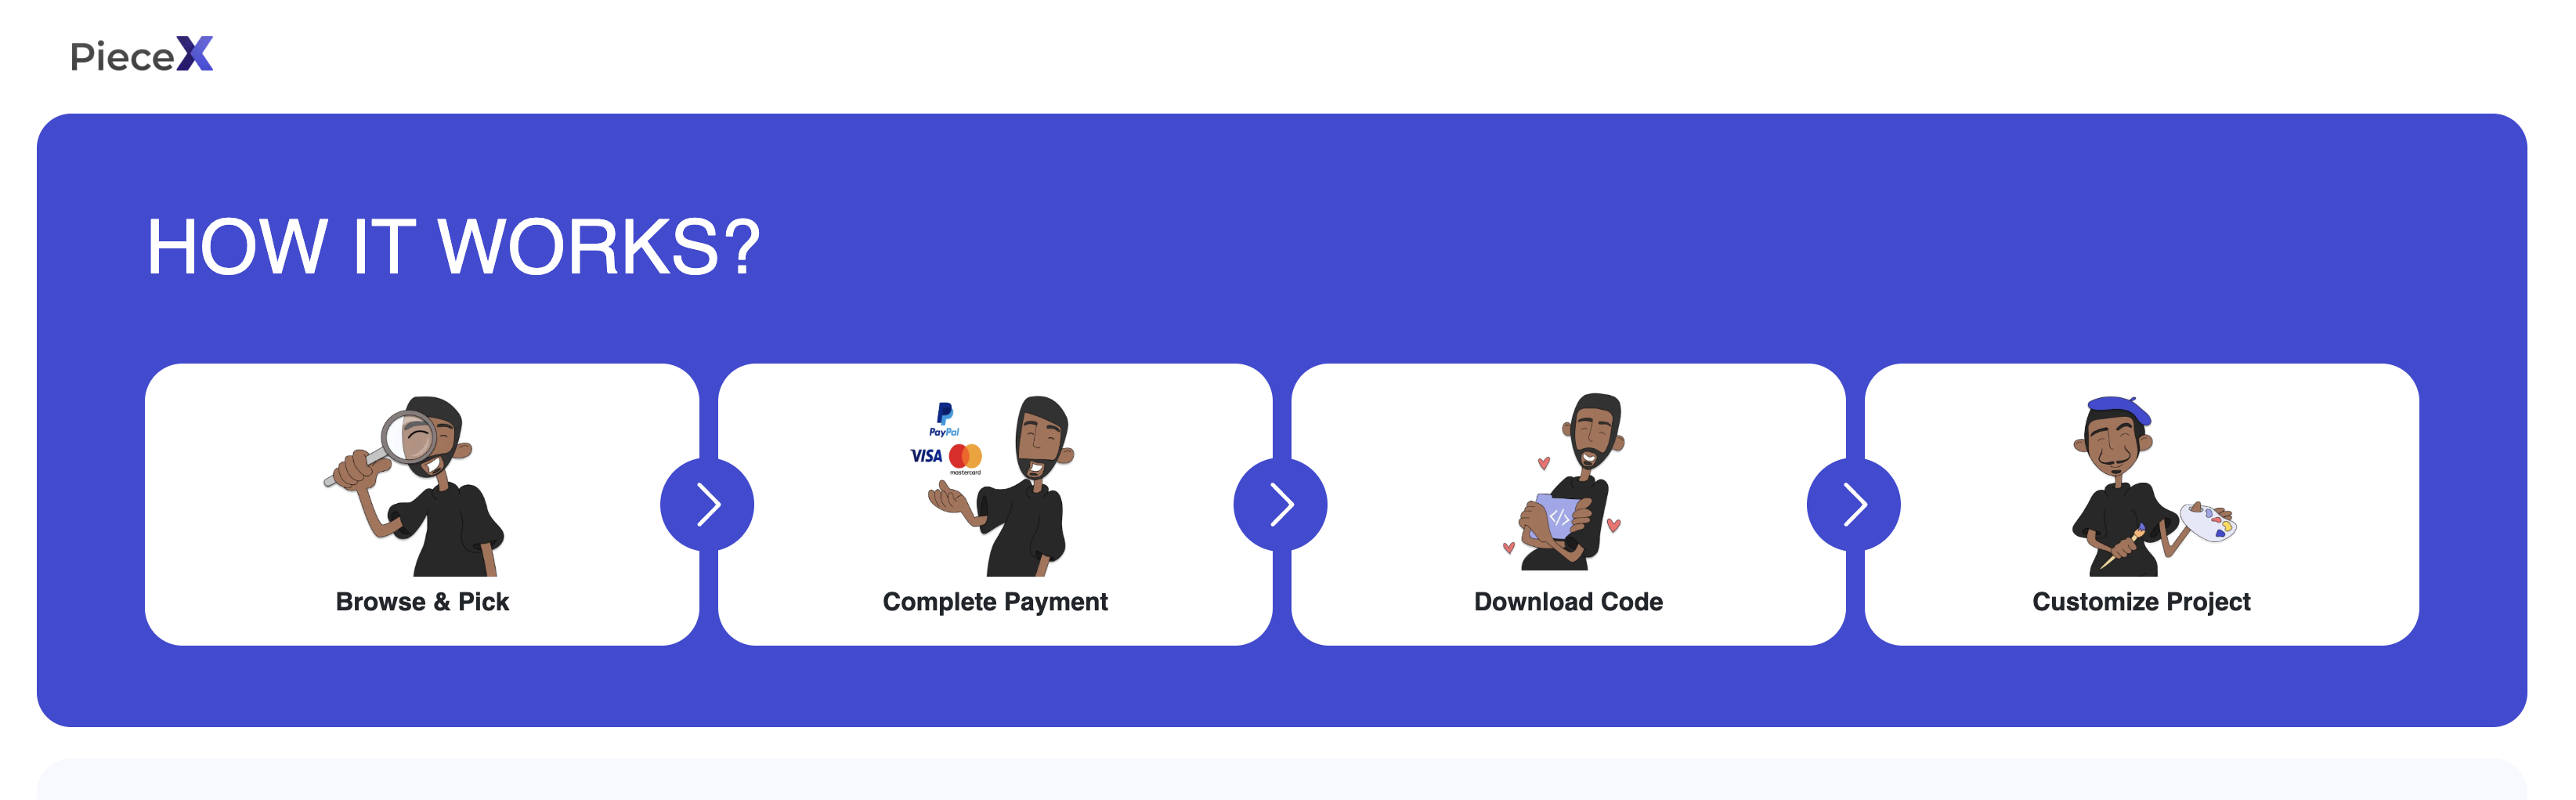 PieceX
HOW IT WORKS?
Browse & Pick
PayPal
VISA
mastercard
Complete Payment
</>
Download Code
Customize Project